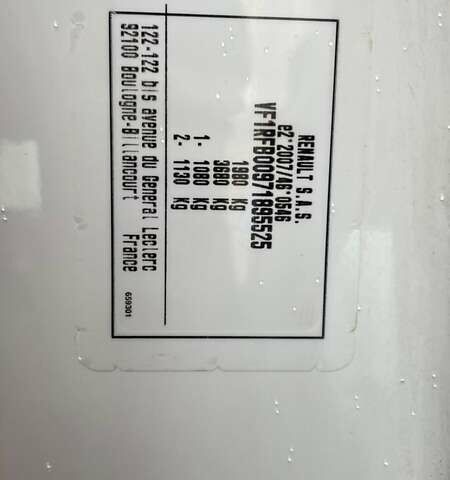 RENAULT S.A.S.
e2*2007/46*0546
VF1RFB00971895525
1980 Kg
3680 Kg
1- 1080 Kg
2- 1130 Kg
122-122 bis avenue du General Leclerc
92100 Boulogne-Billancourt France
659301